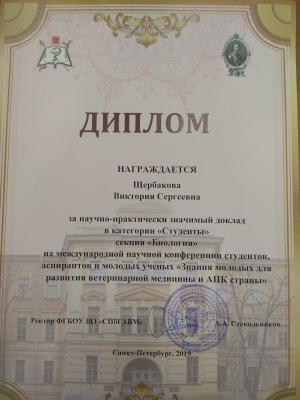 ДИПЛОМ
НАГРАЖДАЕТСЯ
Щербакова
Виктория Сергеевна
за научно-практически значимый доклад
в категории «Студенты»
секция «Биология»
на международной научной конференции студентов,
аспирантов и молодых ученых «Знания молодых для
развития ветеринарной медицины и АПК страны»
Ректор ФГБОУ ВО «СПбГАВМ» А.А. Стекольников
Санкт-Петербург, 2019